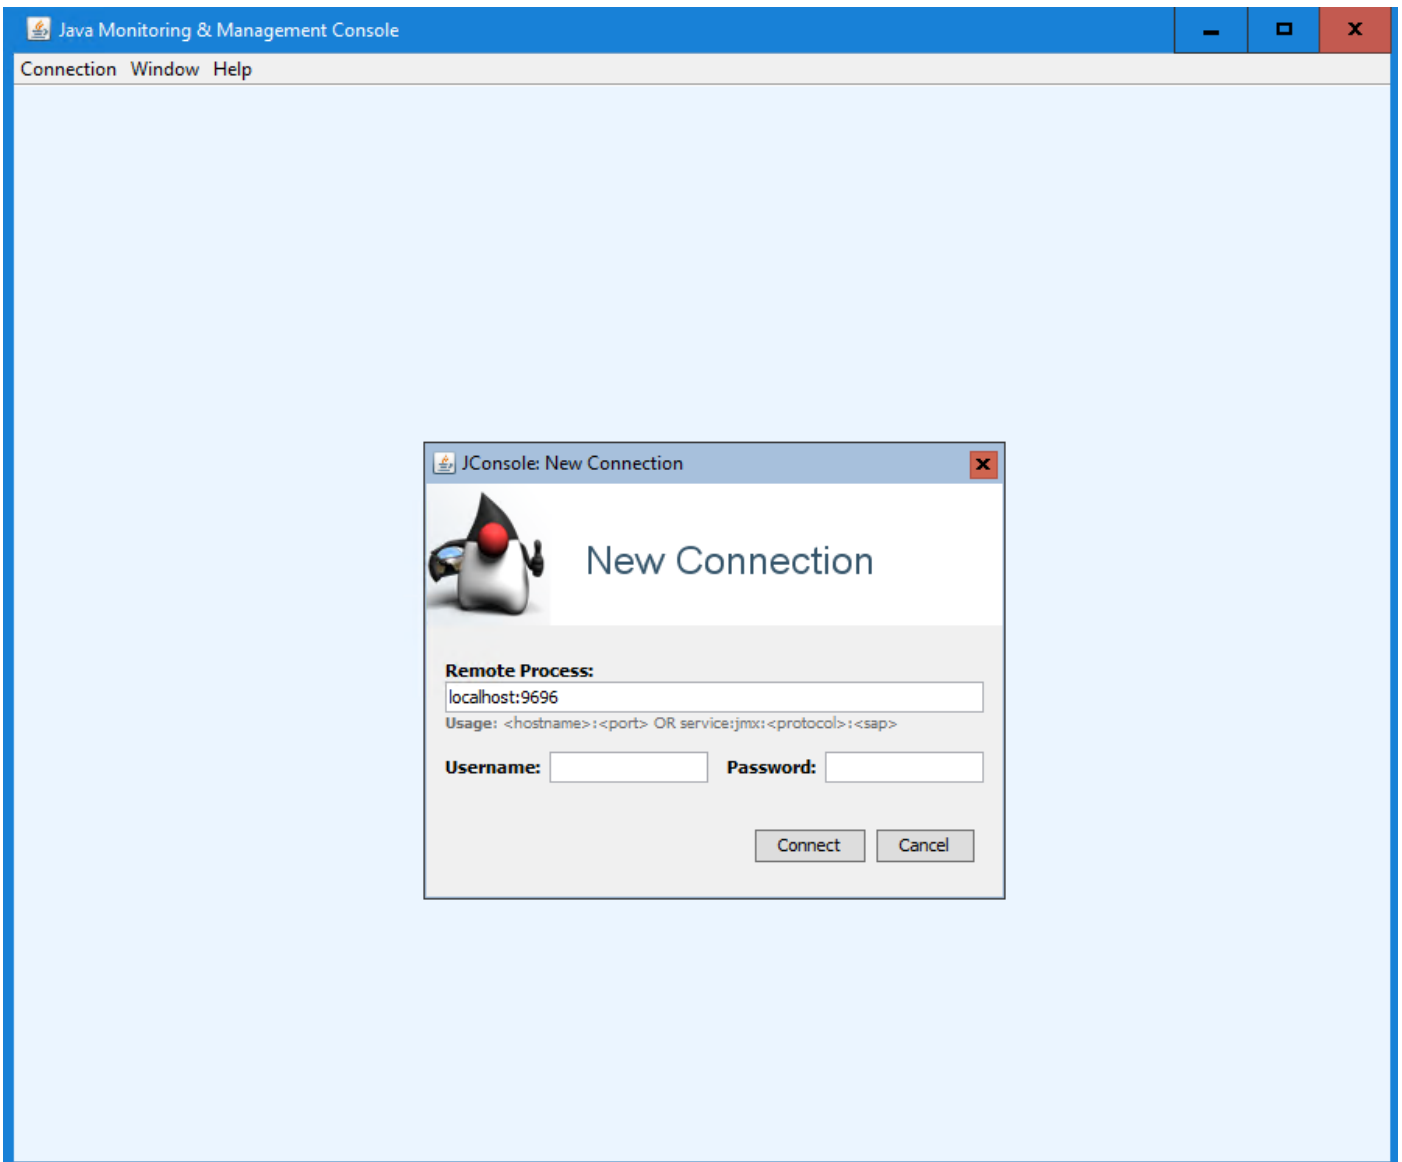 Java Monitoring & Management Console
Connection Window Help
JConsole: New Connection
New Connection
Remote Process:
localhost:9696
Usage: <hostname>:<port> OR service:jmx:<protocol>:<sap>
Username: Password:
Connect Cancel